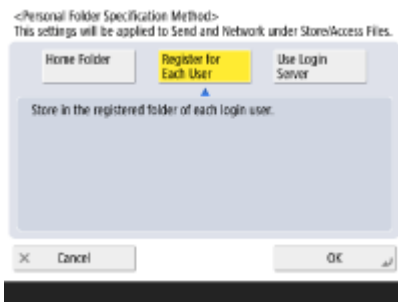 <Personal Folder Specification Method>
This settings will be applied to Send and Network under Store/Access Files.
Home Folder
Register for
Each User
Use Login
Server
Store in the registered folder of each login user.
× Cancel
OK